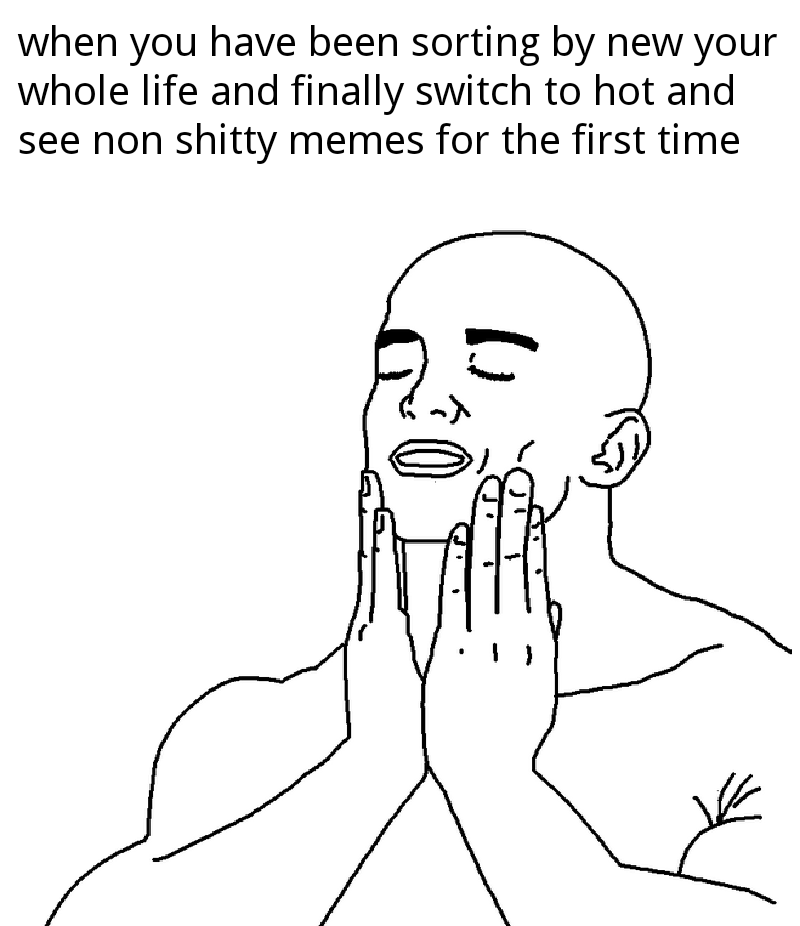 when you have been sorting by new your
whole life and finally switch to hot and
see non shitty memes for the first time